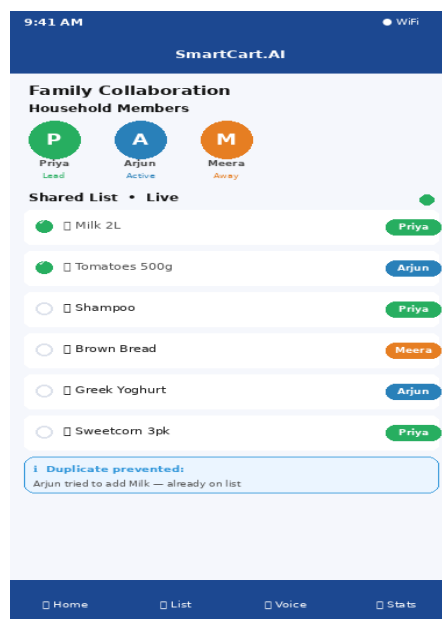 9:41 AM ● WiFi
SmartCart.AI
Family Collaboration
Household Members
P A M
Priya Arjun Meera
Lead Active Away
Shared List • Live
▯ Milk 2L Priya
▯ Tomatoes 500g Arjun
▯ Shampoo Priya
▯ Brown Bread Meera
▯ Greek Yoghurt Arjun
▯ Sweetcorn 3pk Priya
ℹ Duplicate prevented:
Arjun tried to add Milk — already on list
▯ Home ▯ List ▯ Voice ▯ Stats